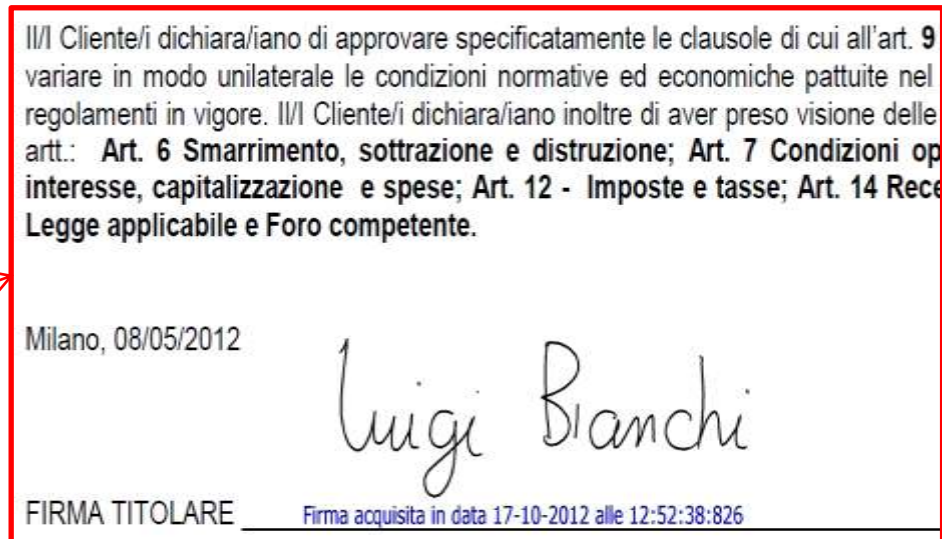 Il/I Cliente/i dichiara/iano di approvare specificatamente le clausole di cui all'art. 9
variare in modo unilaterale le condizioni normative ed economiche pattuite nel
regolamenti in vigore. Il/I Cliente/i dichiara/iano inoltre di aver preso visione delle
artt.: Art. 6 Smarrimento, sottrazione e distruzione; Art. 7 Condizioni op
interesse, capitalizzazione e spese; Art. 12 - Imposte e tasse; Art. 14 Rece
Legge applicabile e Foro competente.
Milano, 08/05/2012
Luigi Bianchi
FIRMA TITOLARE Firma acquisita in data 17-10-2012 alle 12:52:38:826